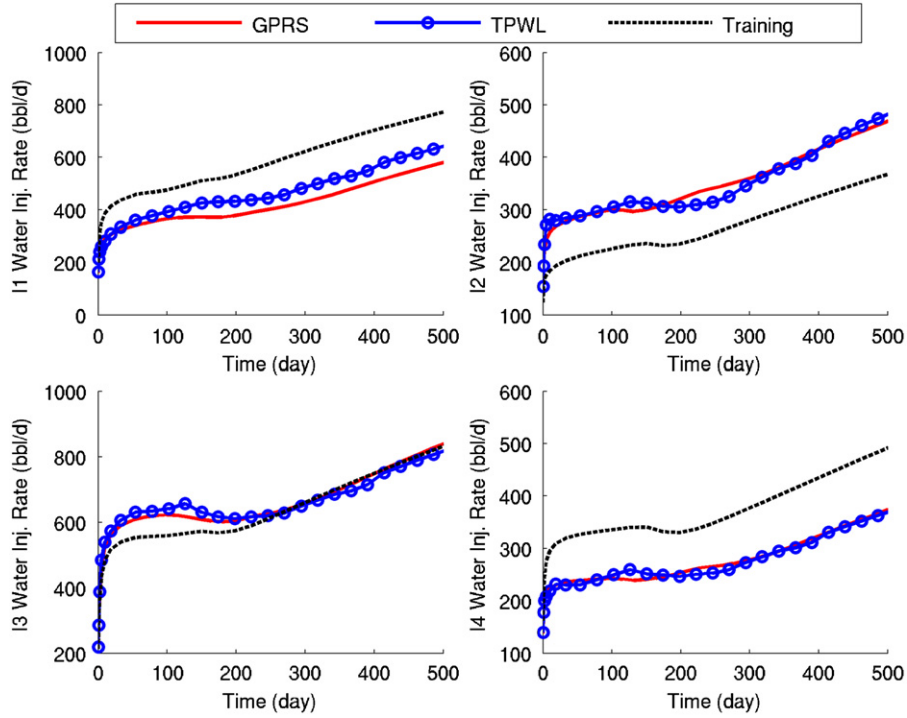 GPRS TPWL Training
I1 Water Inj. Rate (bbl/d)
1000
800
600
400
200
0
0 100 200 300 400 500
Time (day)
I2 Water Inj. Rate (bbl/d)
600
500
400
300
200
100
0 100 200 300 400 500
Time (day)
I3 Water Inj. Rate (bbl/d)
1000
800
600
400
200
0 100 200 300 400 500
Time (day)
I4 Water Inj. Rate (bbl/d)
600
500
400
300
200
100
0 100 200 300 400 500
Time (day)